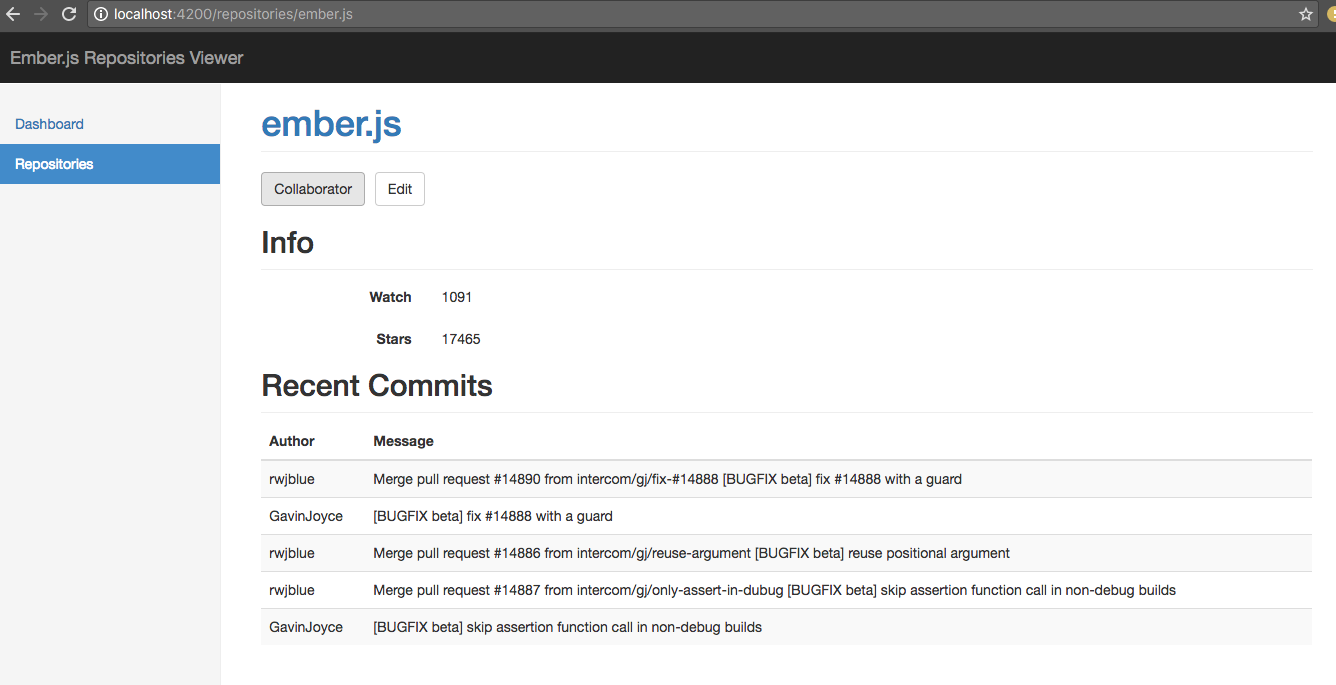 localhost:4200/repositories/ember.js
Ember.js Repositories Viewer
Dashboard
Repositories
ember.js
Collaborator Edit
Info
Watch 1091
Stars 17465
Recent Commits
Author Message
rwjblue Merge pull request #14890 from intercom/gj/fix-#14888 [BUGFIX beta] fix #14888 with a guard
GavinJoyce [BUGFIX beta] fix #14888 with a guard
rwjblue Merge pull request #14886 from intercom/gj/reuse-argument [BUGFIX beta] reuse positional argument
rwjblue Merge pull request #14887 from intercom/gj/only-assert-in-dubug [BUGFIX beta] skip assertion function call in non-debug builds
GavinJoyce [BUGFIX beta] skip assertion function call in non-debug builds